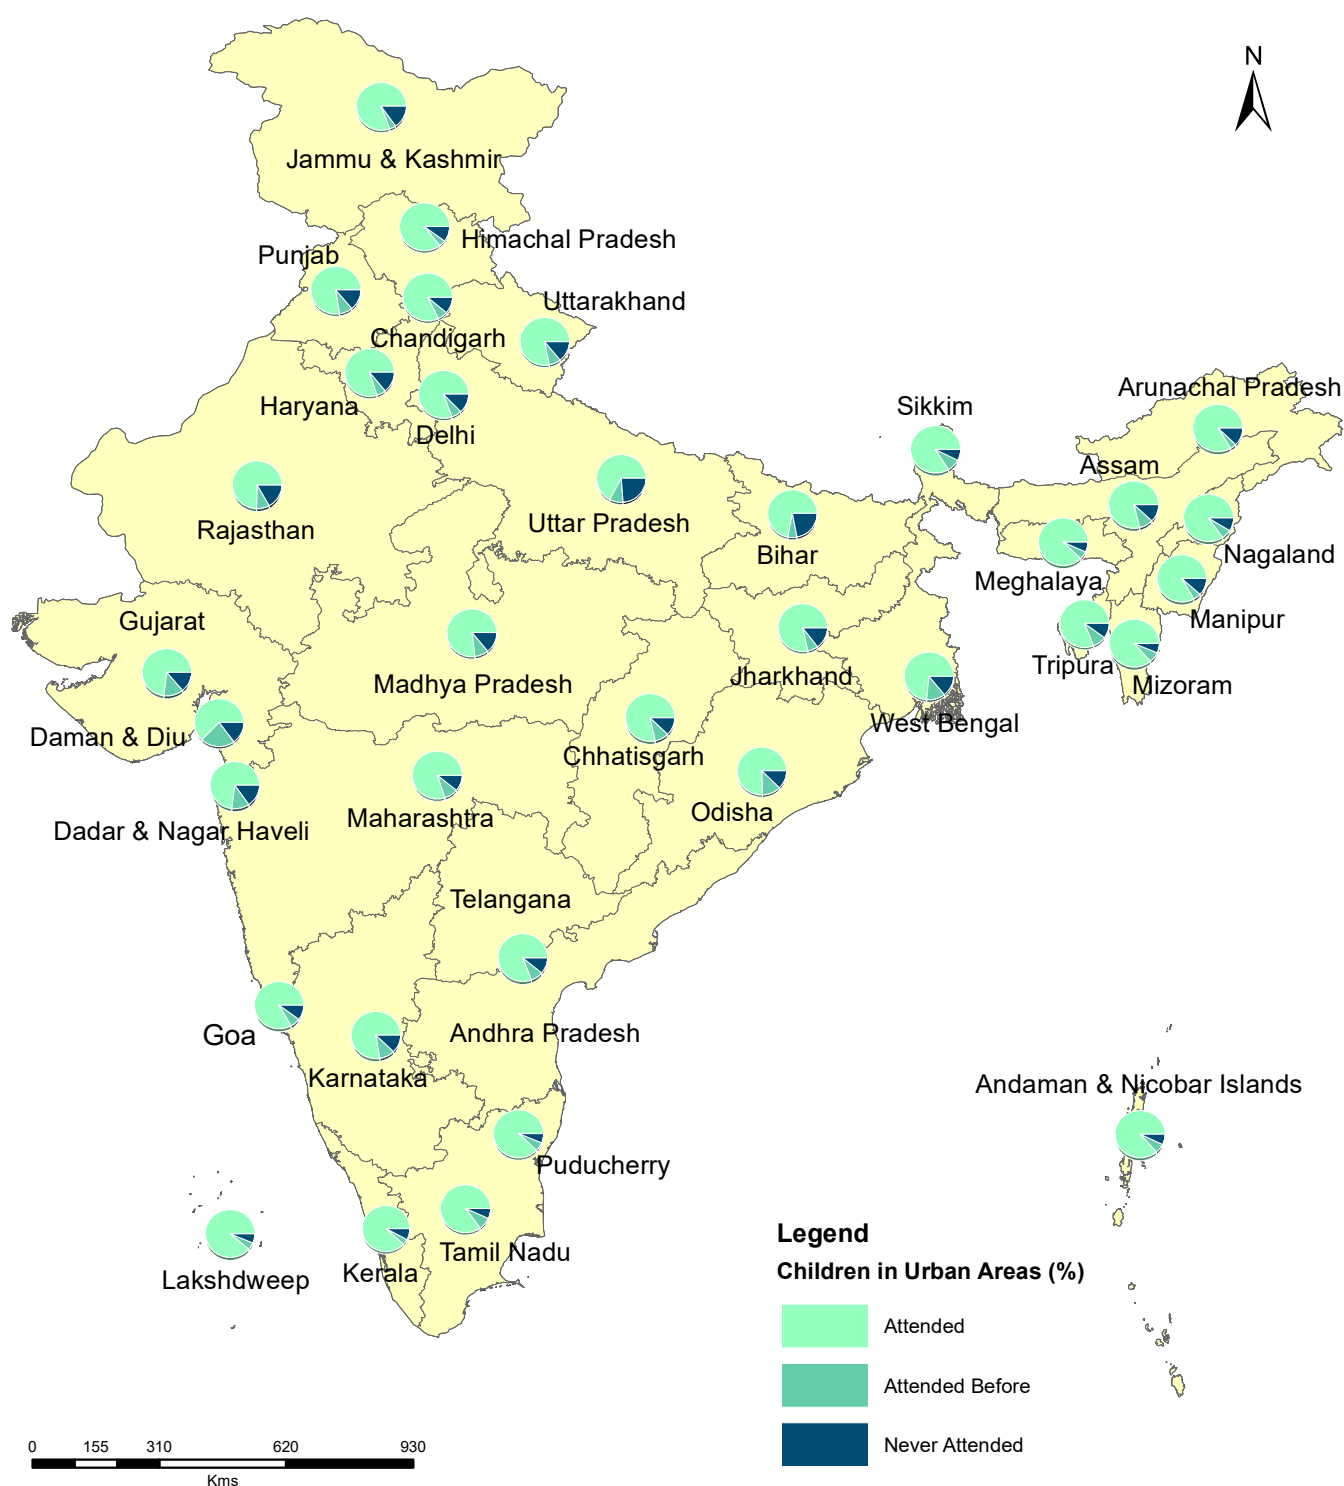 N
Jammu & Kashmir
Himachal Pradesh
Punjab
Uttarakhand
Chandigarh
Haryana
Delhi
Sikkim
Arunachal Pradesh
Assam
Rajasthan
Uttar Pradesh
Bihar
Nagaland
Meghalaya
Manipur
Gujarat
Tripura
Mizoram
Madhya Pradesh
Jharkhand
West Bengal
Daman & Diu
Chhatisgarh
Maharashtra
Odisha
Dadar & Nagar Haveli
Telangana
Goa
Andhra Pradesh
Karnataka
Andaman & Nicobar Islands
Puducherry
Tamil Nadu
Kerala
Lakshdweep
Legend
Children in Urban Areas (%)
Attended
Attended Before
Never Attended
0 155 310 620 930
Kms